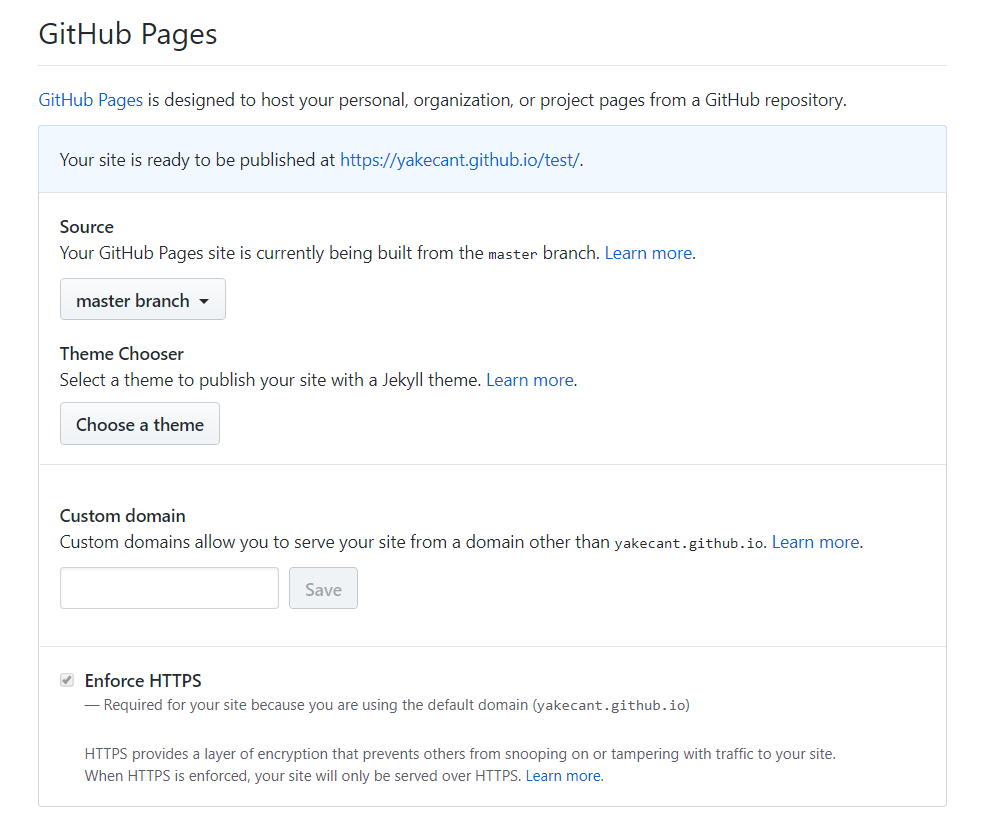 GitHub Pages
GitHub Pages is designed to host your personal, organization, or project pages from a GitHub repository.
Your site is ready to be published at https://yakecant.github.io/test/.
Source
Your GitHub Pages site is currently being built from the master branch. Learn more.
master branch
Theme Chooser
Select a theme to publish your site with a Jekyll theme. Learn more.
Choose a theme
Custom domain
Custom domains allow you to serve your site from a domain other than yakecant.github.io. Learn more.
Save
Enforce HTTPS
— Required for your site because you are using the default domain (yakecant.github.io)
HTTPS provides a layer of encryption that prevents others from snooping on or tampering with traffic to your site.
When HTTPS is enforced, your site will only be served over HTTPS. Learn more.